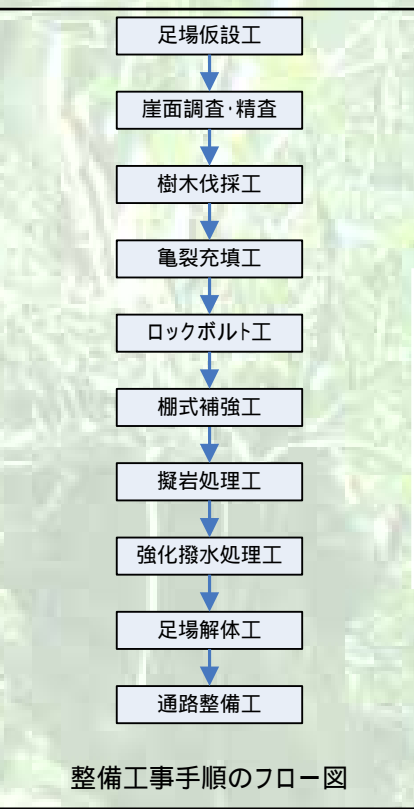 足場仮設工
崖面調査・精査
樹木伐採工
亀裂充填工
ロックボルト工
棚式補強工
擬岩処理工
強化撥水処理工
足場解体工
通路整備工
整備工事手順のフロー図